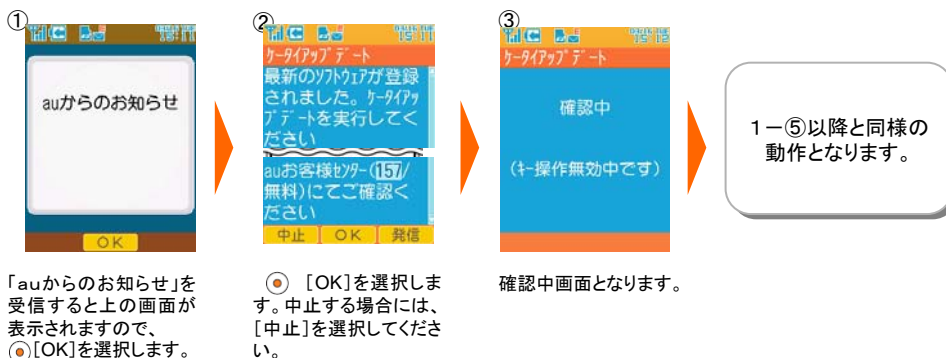 ①
15:11
auからのお知らせ
OK
「auからのお知らせ」を
受信すると上の画面が
表示されますので、
[OK]を選択します。
②
15:11
ｹｰﾀｲｱｯﾌﾟﾃﾞｰﾄ
最新のｿﾌﾄｳｪｱが登録
されました。ｹｰﾀｲｱｯ
ﾌﾟﾃﾞｰﾄを実行してく
ださい
auお客様ｾﾝﾀｰ(157/
無料)にてご確認く
ださい
中止 OK 発信
[OK]を選択しま
す。中止する場合には、
[中止]を選択してくださ
い。
③
15:12
ｹｰﾀｲｱｯﾌﾟﾃﾞｰﾄ
確認中
(ｷｰ操作無効中です)
確認中画面となります。
1－⑤以降と同様の
動作となります。